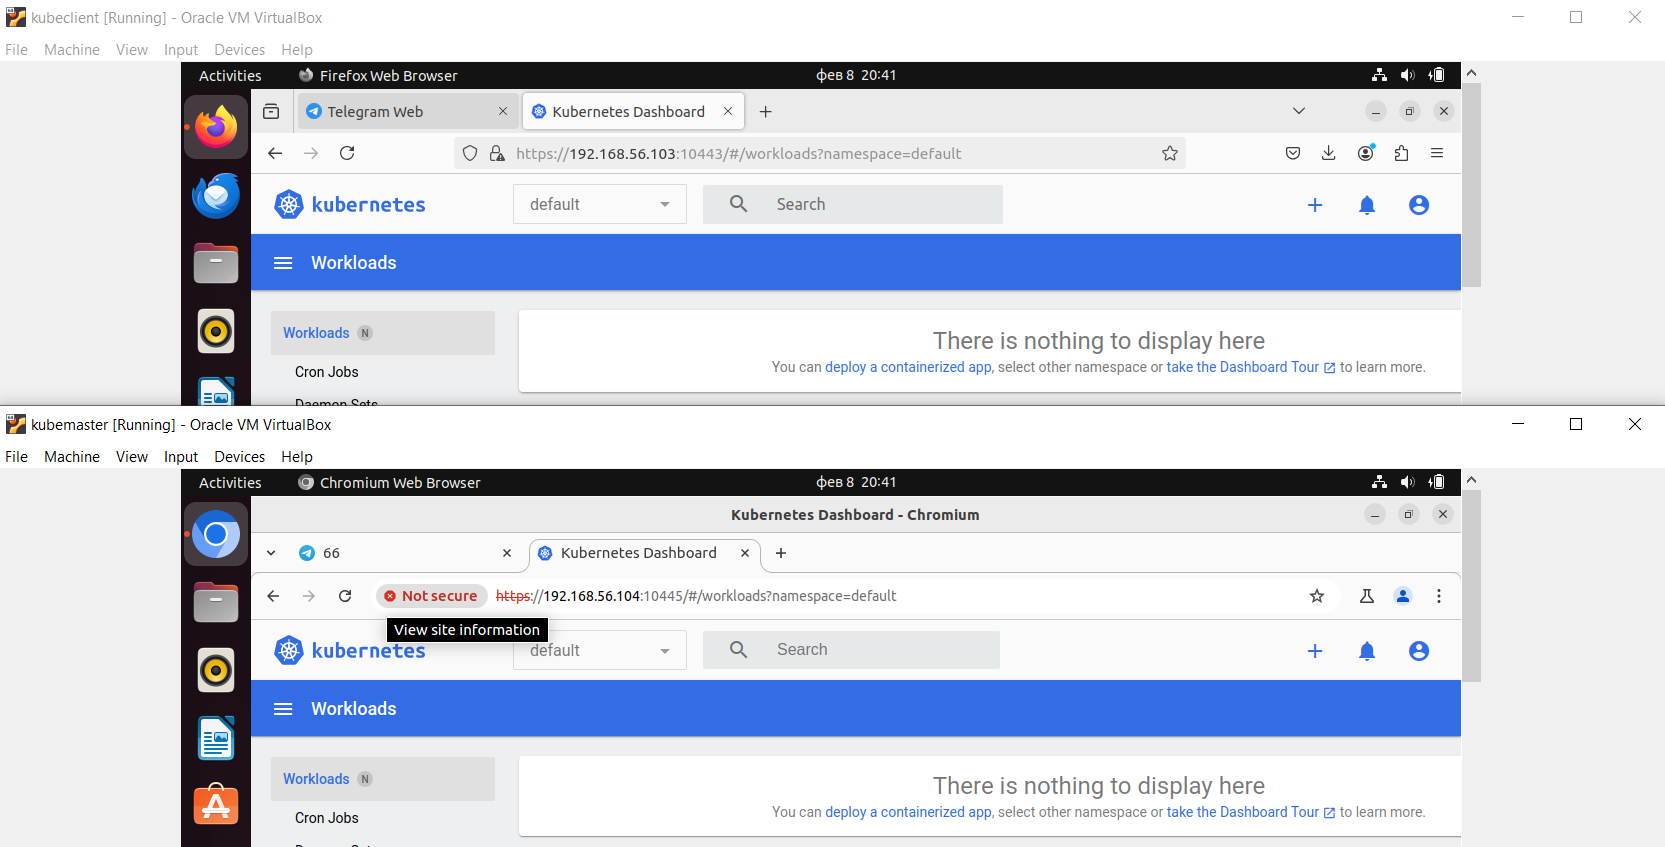 kubeclient [Running] - Oracle VM VirtualBox
File Machine View Input Devices Help
Activities Firefox Web Browser фев 8 20:41
Telegram Web Kubernetes Dashboard
https://192.168.56.103:10443/#/workloads?namespace=default
kubernetes default Search
Workloads
Workloads N
There is nothing to display here
You can deploy a containerized app, select other namespace or take the Dashboard Tour to learn more.
Cron Jobs
Daemon Sets
kubemaster [Running] - Oracle VM VirtualBox
File Machine View Input Devices Help
Activities Chromium Web Browser фев 8 20:41
Kubernetes Dashboard - Chromium
66 Kubernetes Dashboard
Not secure https://192.168.56.104:10445/#/workloads?namespace=default
View site information
kubernetes default Search
Workloads
Workloads N
There is nothing to display here
You can deploy a containerized app, select other namespace or take the Dashboard Tour to learn more.
Cron Jobs